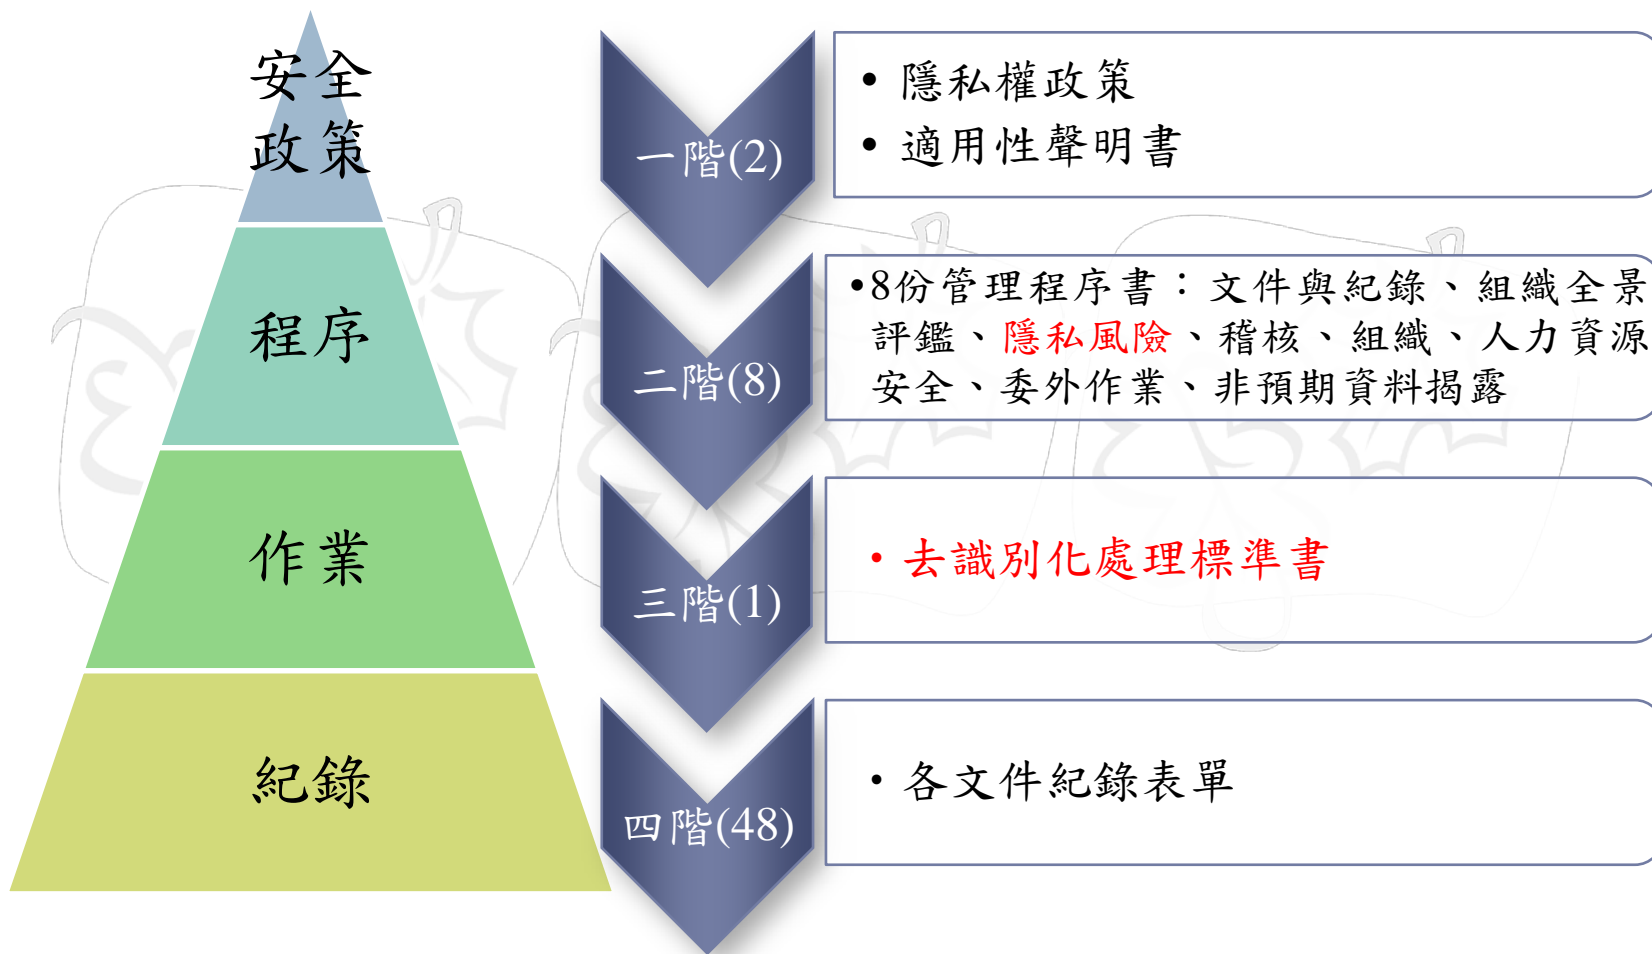 安全
政策
一階(2)
• 隱私權政策
• 適用性聲明書
程序
二階(8)
•8份管理程序書：文件與紀錄、組織全景
評鑑、隱私風險、稽核、組織、人力資源
安全、委外作業、非預期資料揭露
作業
三階(1)
• 去識別化處理標準書
紀錄
四階(48)
• 各文件紀錄表單